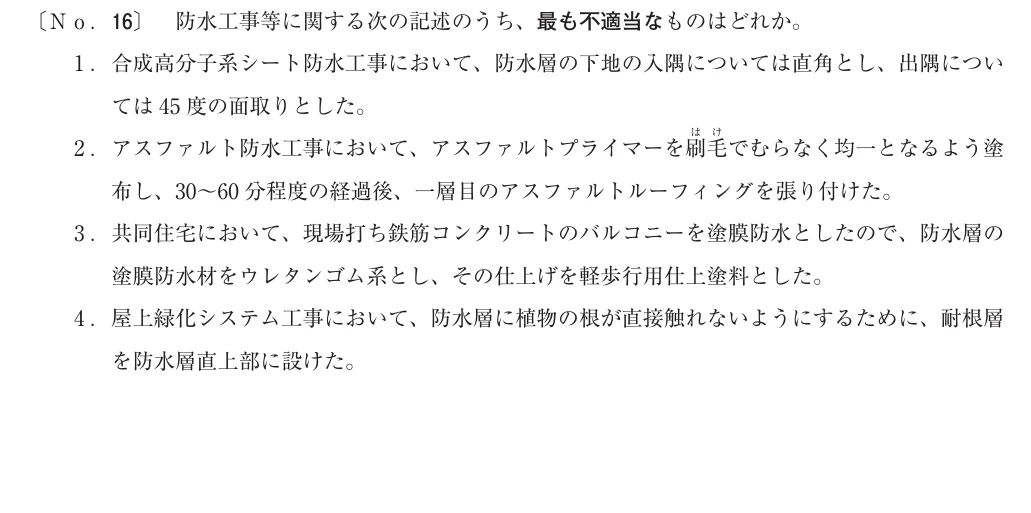 〔Ｎｏ．16〕　防水工事等に関する次の記述のうち、最も不適当なものはどれか。
１．合成高分子系シート防水工事において、防水層の下地の入隅については直角とし、出隅につい
ては 45 度の面取りとした。
２．アスファルト防水工事において、アスファルトプライマーを刷毛でむらなく均一となるよう塗
はけ
布し、30～60 分程度の経過後、一層目のアスファルトルーフィングを張り付けた。
３．共同住宅において、現場打ち鉄筋コンクリートのバルコニーを塗膜防水としたので、防水層の
塗膜防水材をウレタンゴム系とし、その仕上げを軽歩行用仕上塗料とした。
４．屋上緑化システム工事において、防水層に植物の根が直接触れないようにするために、耐根層
を防水層直上部に設けた。